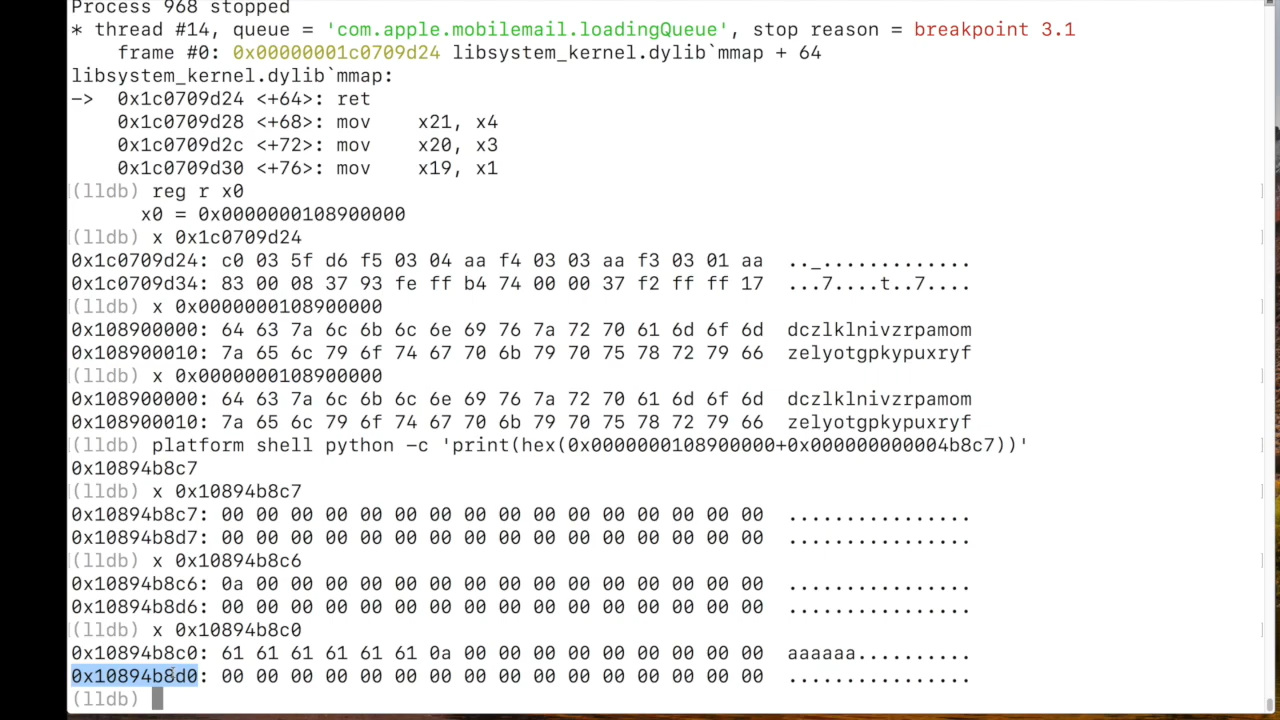 Process 968 stopped
* thread #14, queue = 'com.apple.mobilemail.loadingQueue', stop reason = breakpoint 3.1
frame #0: 0x00000001c0709d24 libsystem_kernel.dylib`mmap + 64
libsystem_kernel.dylib`mmap:
-> 0x1c0709d24 <+64>: ret
0x1c0709d28 <+68>: mov x21, x4
0x1c0709d2c <+72>: mov x20, x3
0x1c0709d30 <+76>: mov x19, x1
(lldb) reg r x0
x0 = 0x0000000108900000
(lldb) x 0x1c0709d24
0x1c0709d24: c0 03 5f d6 f5 03 04 aa f4 03 03 aa f3 03 01 aa .._.............
0x1c0709d34: 83 00 08 37 93 fe ff b4 74 00 00 37 f2 ff ff 17 ...7....t..7....
(lldb) x 0x0000000108900000
0x108900000: 64 63 7a 6c 6b 6c 6e 69 76 7a 72 70 61 6d 6f 6d dczlklnivzrpamom
0x108900010: 7a 65 6c 79 6f 74 67 70 6b 79 70 75 78 72 79 66 zelyotgpkypuxryf
(lldb) x 0x0000000108900000
0x108900000: 64 63 7a 6c 6b 6c 6e 69 76 7a 72 70 61 6d 6f 6d dczlklnivzrpamom
0x108900010: 7a 65 6c 79 6f 74 67 70 6b 79 70 75 78 72 79 66 zelyotgpkypuxryf
(lldb) platform shell python -c 'print(hex(0x0000000108900000+0x000000000004b8c7))'
0x10894b8c7
(lldb) x 0x10894b8c7
0x10894b8c7: 00 00 00 00 00 00 00 00 00 00 00 00 00 00 00 00 ................
0x10894b8d7: 00 00 00 00 00 00 00 00 00 00 00 00 00 00 00 00 ................
(lldb) x 0x10894b8c6
0x10894b8c6: 0a 00 00 00 00 00 00 00 00 00 00 00 00 00 00 00 ................
0x10894b8d6: 00 00 00 00 00 00 00 00 00 00 00 00 00 00 00 00 ................
(lldb) x 0x10894b8c0
0x10894b8c0: 61 61 61 61 61 61 0a 00 00 00 00 00 00 00 00 00 aaaaaa..........
0x10894b8d0: 00 00 00 00 00 00 00 00 00 00 00 00 00 00 00 00 ................
(lldb)